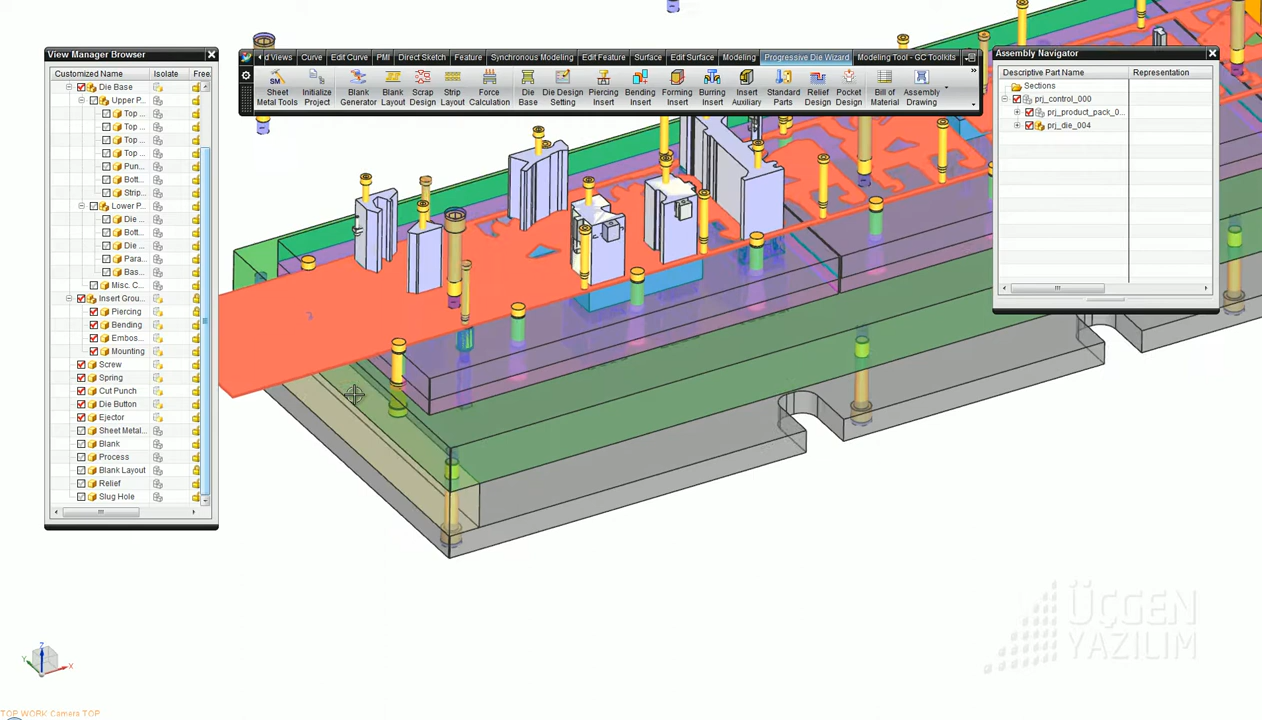 View Manager Browser
Customized Name Isolate Free
Die Base
Upper P...
Top ...
Top ...
Top ...
Pun...
Bott...
Strip...
Lower P...
Die ...
Bott...
Die ...
Para...
Bas...
Misc. C...
Insert Grou...
Piercing
Bending
Embos...
Mounting
Screw
Spring
Cut Punch
Die Button
Ejector
Sheet Metal...
Blank
Process
Blank Layout
Relief
Slug Hole
d Views Curve Edit Curve PMI Direct Sketch Feature Synchronous Modeling Edit Feature Surface Edit Surface Modeling Progressive Die Wizard Modeling Tool - GC Toolkits
Sheet Metal Tools
Initialize Project
Blank Generator
Blank Layout
Scrap Design
Strip Layout
Force Calculation
Die Base
Die Design Setting
Piercing Insert
Bending Insert
Forming Insert
Burring Insert
Insert Auxiliary
Standard Parts
Relief Design
Pocket Design
Bill of Material
Assembly Drawing
Assembly Navigator
Descriptive Part Name Representation
Sections
prj_control_000
prj_product_pack_0...
prj_die_004
ÜÇGEN
YAZILIM
Z
Y
X
TOP WORK Camera TOP